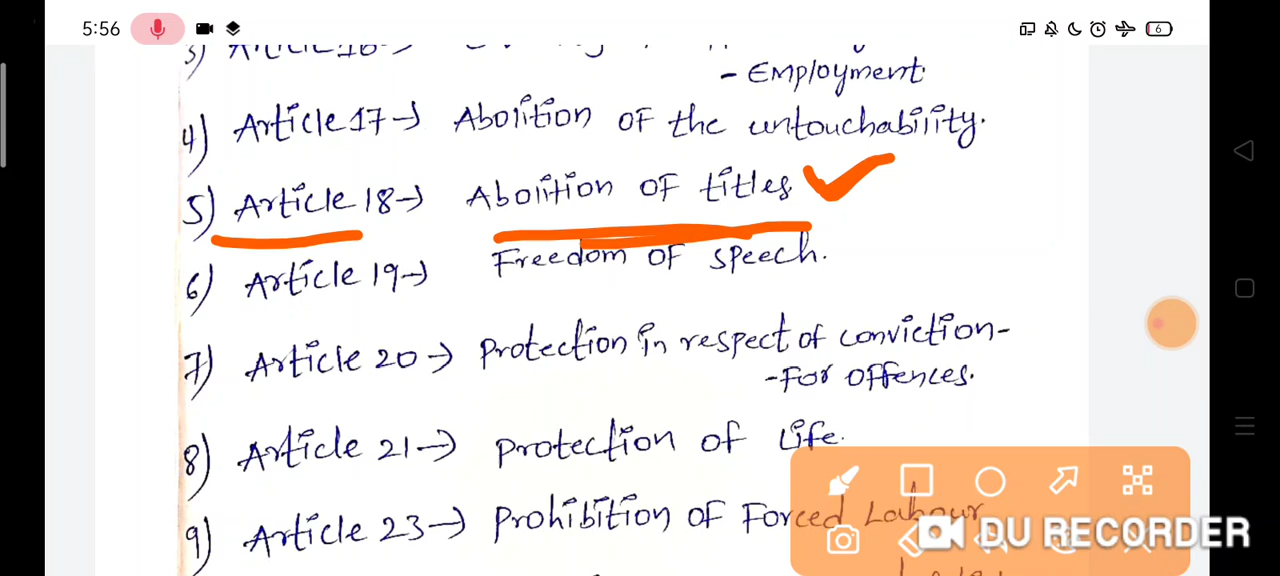 5:56
6
- Employment.
4) Article 17→ Abolition of the untouchability.
5) Article 18→ Abolition of titles
6) Article 19→ Freedom of speech.
7) Article 20→ Protection in respect of conviction-
-For offences.
8) Article 21→ Protection of Life.
9) Article 23→ Prohibition of Forced Labour
DU RECORDER